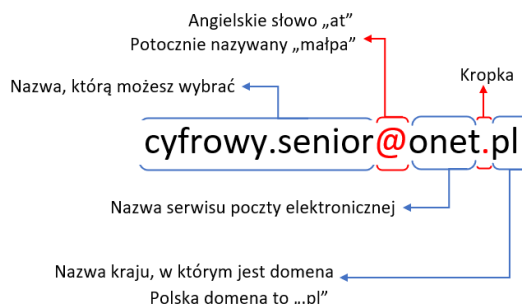 Angielskie słowo „at”
Potocznie nazywany „małpa”
Kropka
Nazwa, którą możesz wybrać
cyfrowy.senior@onet.pl
Nazwa serwisu poczty elektronicznej
Nazwa kraju, w którym jest domena
Polska domena to „.pl”